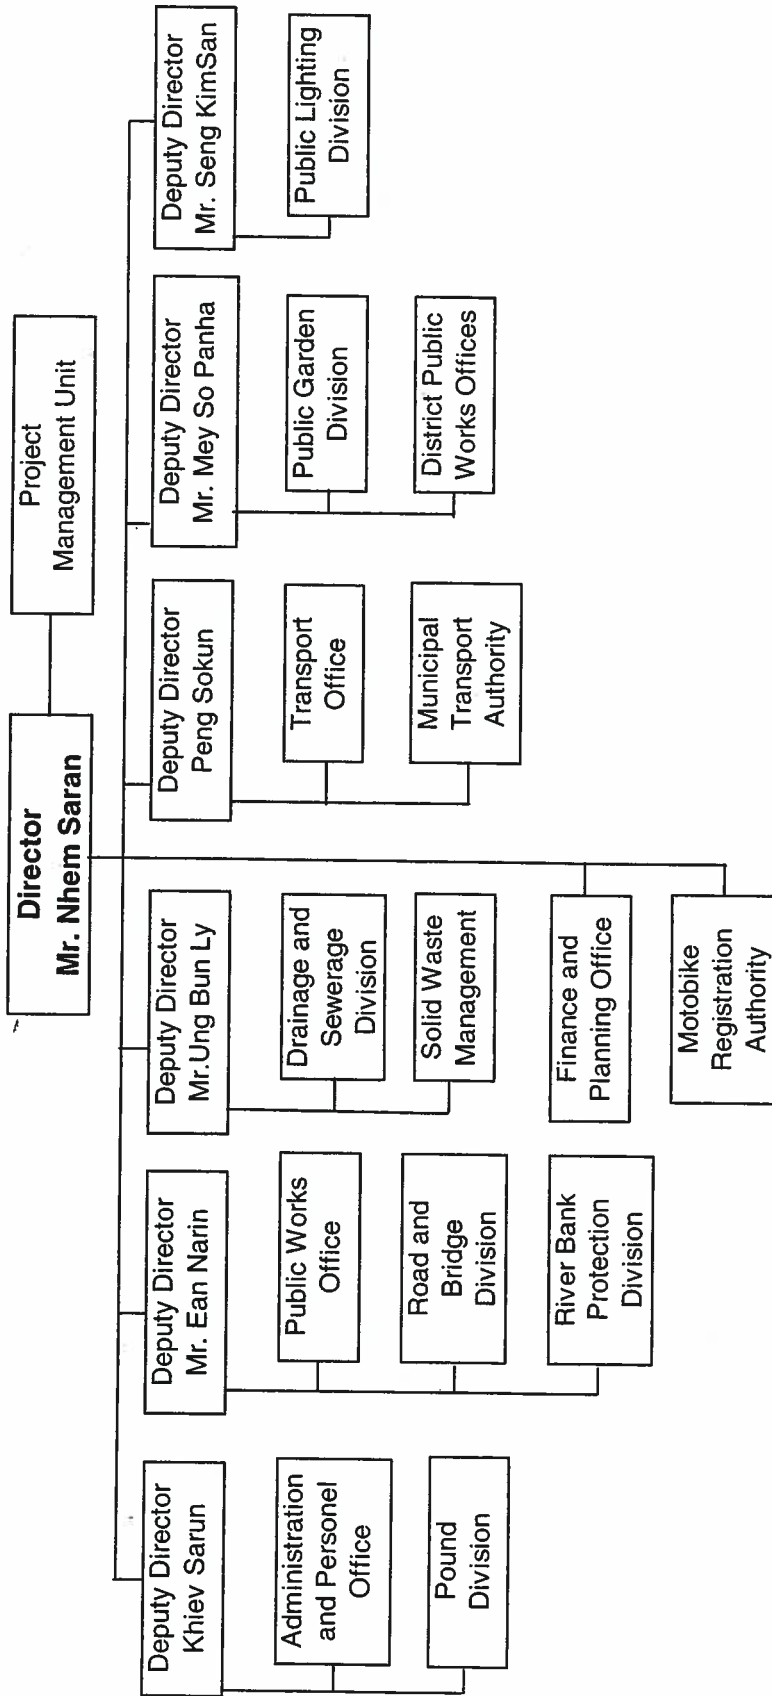 Director
Mr. Nhem Saran
Project
Management Unit
Deputy Director
Khiev Sarun
Administration
and Personel
Office
Pound
Division
Deputy Director
Mr. Ean Narin
Public Works
Office
Road and
Bridge
Division
River Bank
Protection
Division
Deputy Director
Mr.Ung Bun Ly
Drainage and
Sewerage
Division
Solid Waste
Management
Deputy Director
Peng Sokun
Transport
Office
Municipal
Transport
Authority
Deputy Director
Mr. Mey So Panha
Public Garden
Division
District Public
Works Offices
Deputy Director
Mr. Seng KimSan
Public Lighting
Division
Finance and
Planning Office
Motobike
Registration
Authority